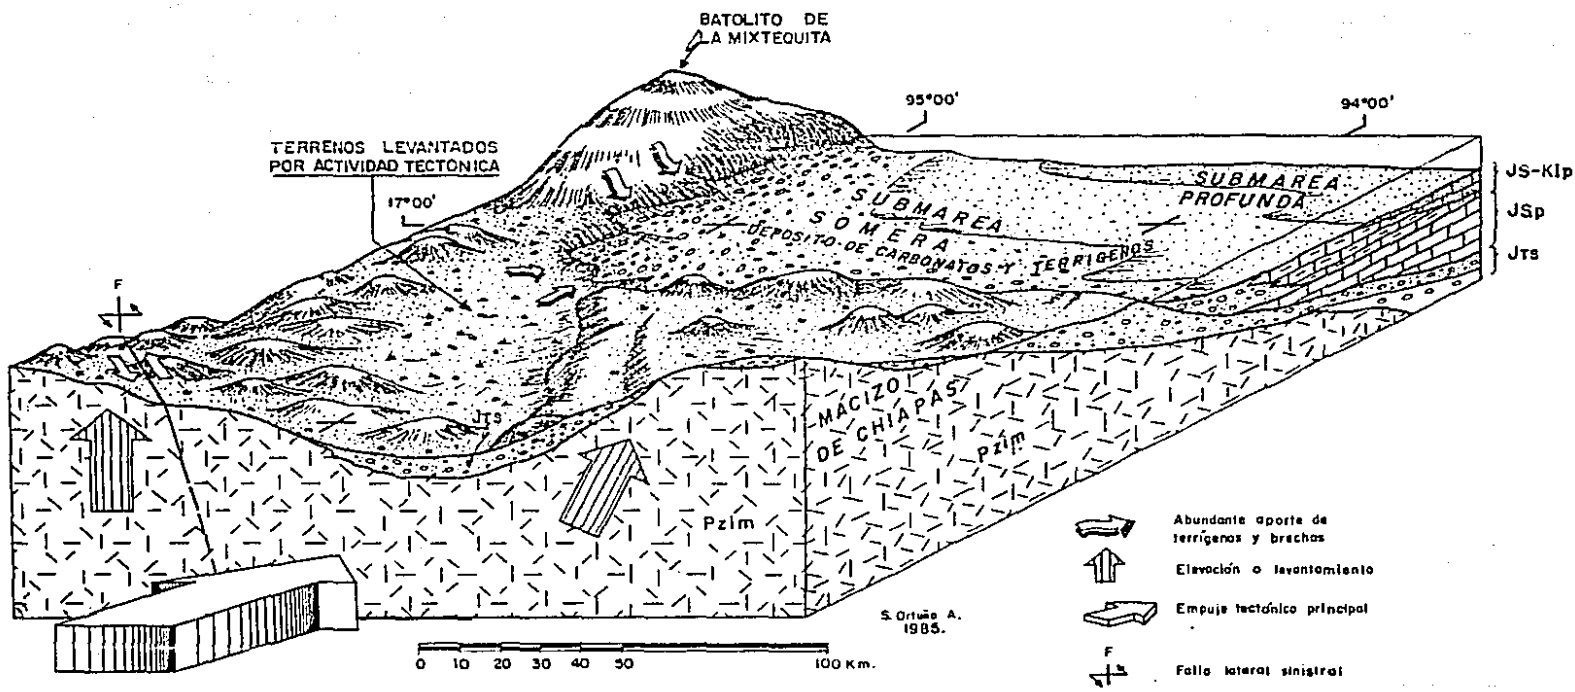 BATOLITO DE
LA MIXTEQUITA
95°00'
94°00'
TERRENOS LEVANTADOS
POR ACTIVIDAD TECTONICA
17°00'
SUBMAREA
PROFUNDA
JS-KIp
JSp
JTS
SUBMAREA
SOMERA
DEPOSITO DE CARBONATOS Y TERRIGENOS
F
JTS
MACIZO
DE CHIAPAS
Pzim
Pzim
S. Ortuño A.
1985.
0 10 20 30 40 50 100 Km.
Abundante aporte de
terrígenos y brechas
Elevación o levantamiento
Empuje tectónico principal
F
Falla lateral sinistral